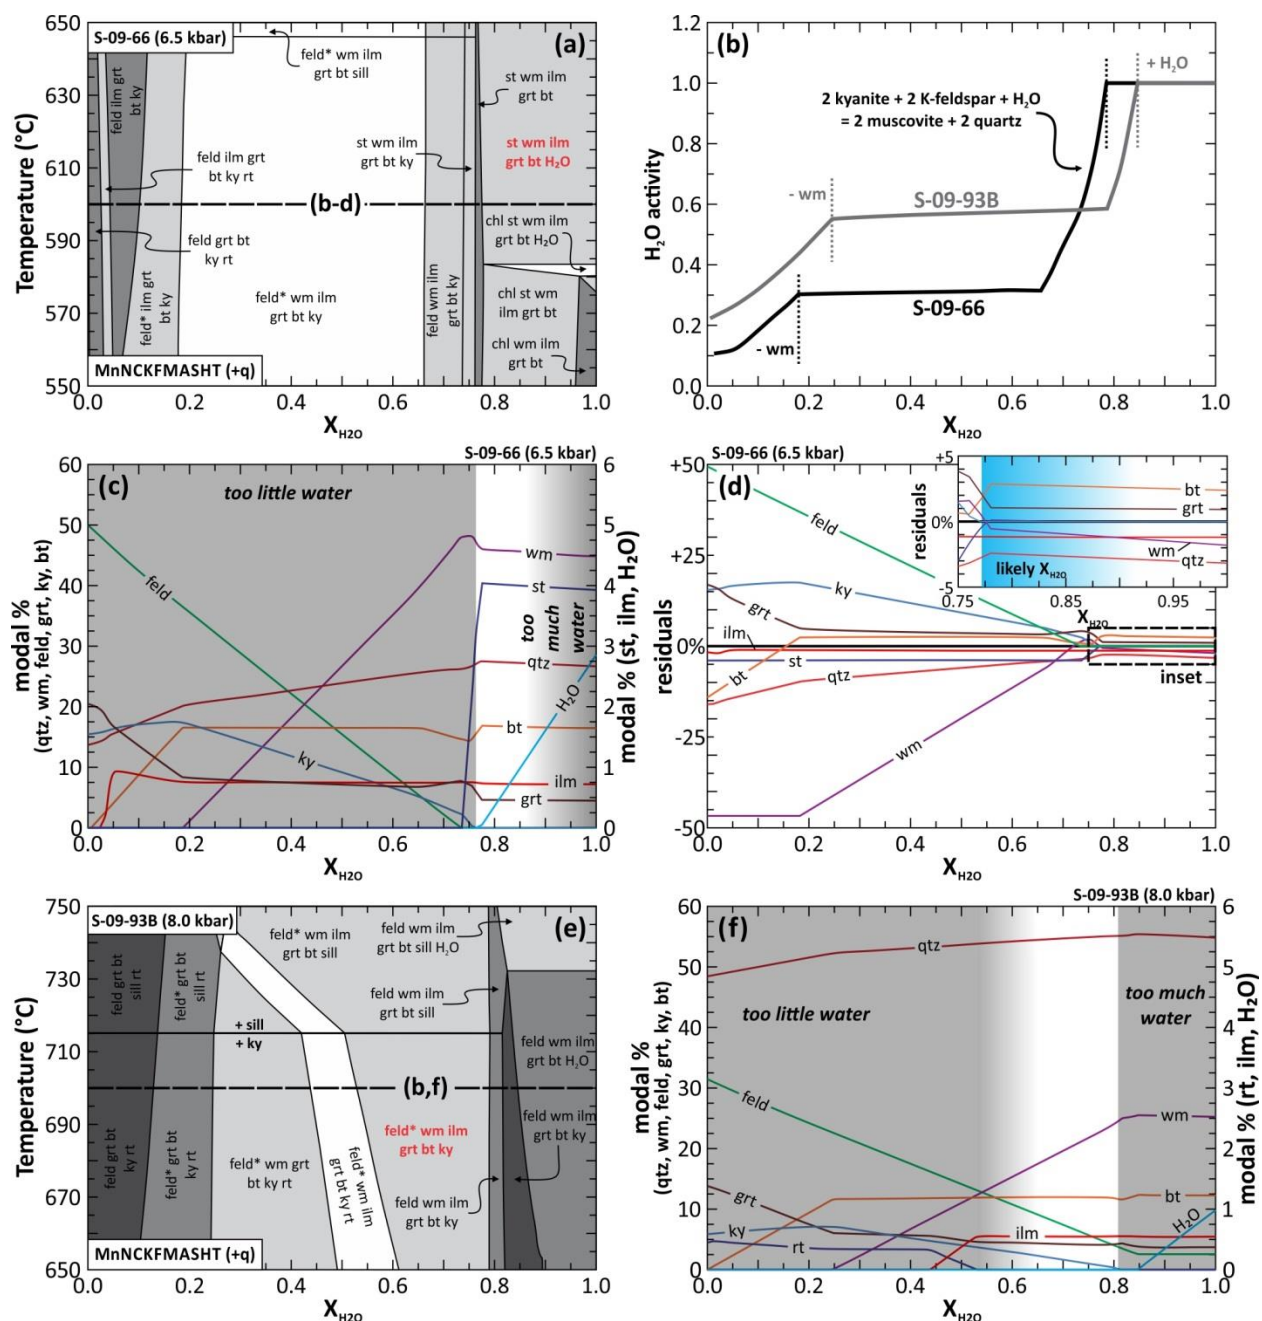 S-09-66 (6.5 kbar)
(a)
feld* wm ilm
grt bt sill
feld ilm grt
bt ky
st wm ilm
grt bt
feld ilm grt
bt ky rt
st wm ilm
grt bt ky
st wm ilm
grt bt H₂O
(b-d)
feld grt bt
ky rt
chl st wm ilm
grt bt H₂O
feld* ilm grt
bt ky
feld* wm ilm
grt bt ky
feld wm ilm
grt bt ky
chl st wm
ilm grt bt
chl wm ilm
grt bt
MnNCKFMASHT (+q)
Temperature (°C)
650
630
610
590
570
550
0.0 0.2 0.4 0.6 0.8 1.0
X_H2O
(b)
+ H₂O
2 kyanite + 2 K-feldspar + H₂O
= 2 muscovite + 2 quartz
- wm
S-09-93B
S-09-66
- wm
H₂O activity
1.2
1.0
0.8
0.6
0.4
0.2
0.0
0.0 0.2 0.4 0.6 0.8 1.0
X_H2O
S-09-66 (6.5 kbar)
(c)
too little water
too
much
water
feld
wm
st
qtz
H₂O
bt
ky
ilm
grt
modal %
(qtz, wm, feld, grt, ky, bt)
60
50
40
30
20
10
0
modal % (st, ilm, H₂O)
6
5
4
3
2
1
0
0.0 0.2 0.4 0.6 0.8 1.0
X_H2O
S-09-66 (6.5 kbar)
(d)
feld
ky
grt
ilm
bt
st
qtz
wm
X_H2O
inset
residuals
+50
+25
0%
-25
-50
0.0 0.2 0.4 0.6 0.8 1.0
X_H2O
residuals
+5
0%
-5
bt
grt
wm
qtz
likely X_H2O
0.75 0.85 0.95
S-09-93B (8.0 kbar)
(e)
feld* wm ilm
grt bt sill
feld wm ilm
grt bt sill H₂O
feld grt bt
sill rt
feld* grt bt
sill rt
feld wm ilm
grt bt sill
+ sill
+ ky
feld wm ilm
grt bt H₂O
(b,f)
feld grt bt
ky rt
feld* grt bt
ky rt
feld* wm grt
bt ky rt
feld* wm ilm
grt bt ky rt
feld* wm ilm
grt bt ky
feld wm ilm
grt bt ky
feld wm ilm
grt bt ky
MnNCKFMASHT (+q)
Temperature (°C)
750
730
710
690
670
650
0.0 0.2 0.4 0.6 0.8 1.0
X_H2O
S-09-93B (8.0 kbar)
(f)
qtz
too little water
too much
water
feld
wm
grt
bt
ky
rt
ilm
H₂O
modal %
(qtz, wm, feld, grt, ky, bt)
60
50
40
30
20
10
0
modal % (rt, ilm, H₂O)
6
5
4
3
2
1
0
0.0 0.2 0.4 0.6 0.8 1.0
X_H2O